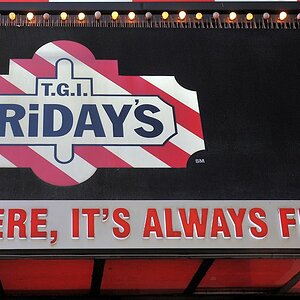 T.G.I.
RiDAY'S
SM
ERE, IT'S ALWAYS F